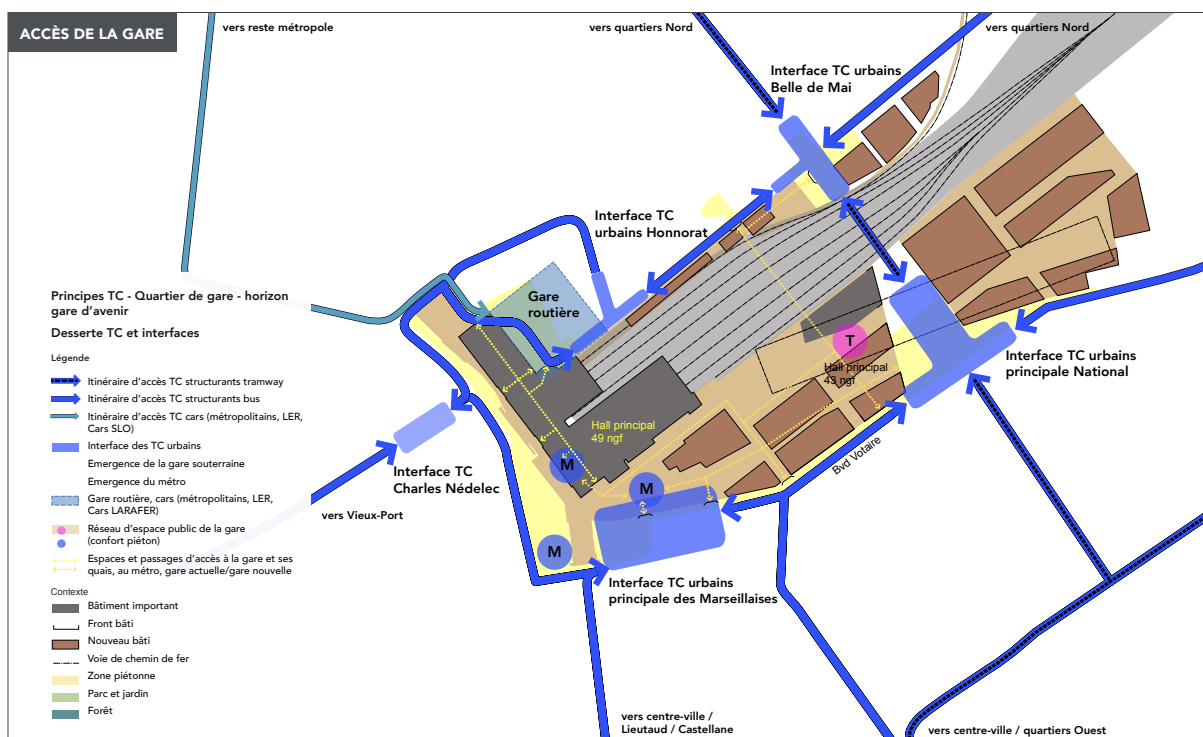 ACCÈS DE LA GARE
vers reste métropole
vers quartiers Nord
vers quartiers Nord
Interface TC urbains
Belle de Mai
Interface TC
urbains Honnorat
Gare
routière
Principes TC - Quartier de gare - horizon
gare d'avenir
Desserte TC et interfaces
Légende
Itinéraire d'accès TC structurants tramway
Itinéraire d'accès TC structurants bus
Itinéraire d'accès TC cars (métropolitains, LER,
Cars SLO)
Interface des TC urbains
Emergence de la gare souterraine
Emergence du métro
Gare routière, cars (métropolitains, LER,
Cars LARAFER)
Réseau d'espace public de la gare
(confort piéton)
Espaces et passages d'accès à la gare et ses
quais, au métro, gare actuelle/gare nouvelle
Contexte
Bâtiment important
Front bâti
Nouveau bâti
Voie de chemin de fer
Zone piétonne
Parc et jardin
Forêt
T
Hall principal
43 ngf
Interface TC urbains
principale National
Hall principal
49 ngf
M
M
M
Bvd Votaire
Interface TC
Charles Nédelec
vers Vieux-Port
Interface TC urbains
principale des Marseillaises
vers centre-ville /
Lieutaud / Castellane
vers centre-ville / quartiers Ouest